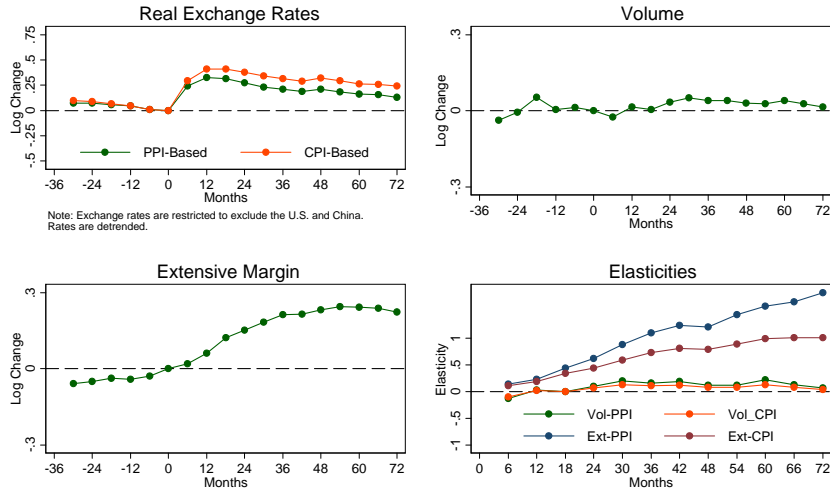 Real Exchange Rates
Log Change
.75
.25
0
-.25
-.5
PPI-Based
CPI-Based
-36 -24 -12 0 12 24 36 48 60 72
Months
Note: Exchange rates are restricted to exclude the U.S. and China.
Rates are detrended.
Volume
Log Change
.3
0
-.3
-36 -24 -12 0 12 24 36 48 60 72
Months
Extensive Margin
Log Change
.3
0
-.3
-36 -24 -12 0 12 24 36 48 60 72
Months
Elasticities
Elasticity
1
.5
0
-.5
-1
Vol-PPI
Vol_CPI
Ext-PPI
Ext-CPI
0 6 12 18 24 30 36 42 48 54 60 66 72
Months